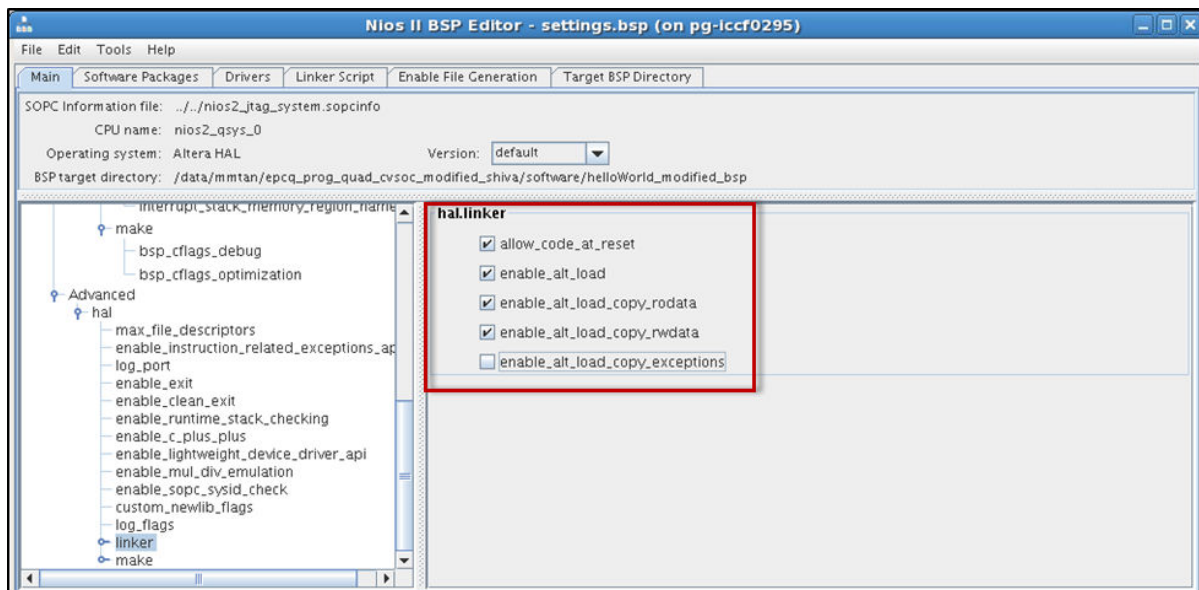 Nios II BSP Editor - settings.bsp (on pg-iccf0295)
File Edit Tools Help
Main Software Packages Drivers Linker Script Enable File Generation Target BSP Directory
SOPC Information file: ../../nios2_jtag_system.sopcinfo
CPU name: nios2_qsys_0
Operating system: Altera HAL Version: default
BSP target directory: /data/mmtan/epcq_prog_quad_cvsoc_modified_shiva/software/helloWorld_modified_bsp
interrupt_stack_memory_region_name
make
bsp_cflags_debug
bsp_cflags_optimization
Advanced
hal
max_file_descriptors
enable_instruction_related_exceptions_ap
log_port
enable_exit
enable_clean_exit
enable_runtime_stack_checking
enable_c_plus_plus
enable_lightweight_device_driver_api
enable_mul_div_emulation
enable_sopc_sysid_check
custom_newlib_flags
log_flags
linker
make
hal.linker
allow_code_at_reset
enable_alt_load
enable_alt_load_copy_rodata
enable_alt_load_copy_rwdata
enable_alt_load_copy_exceptions